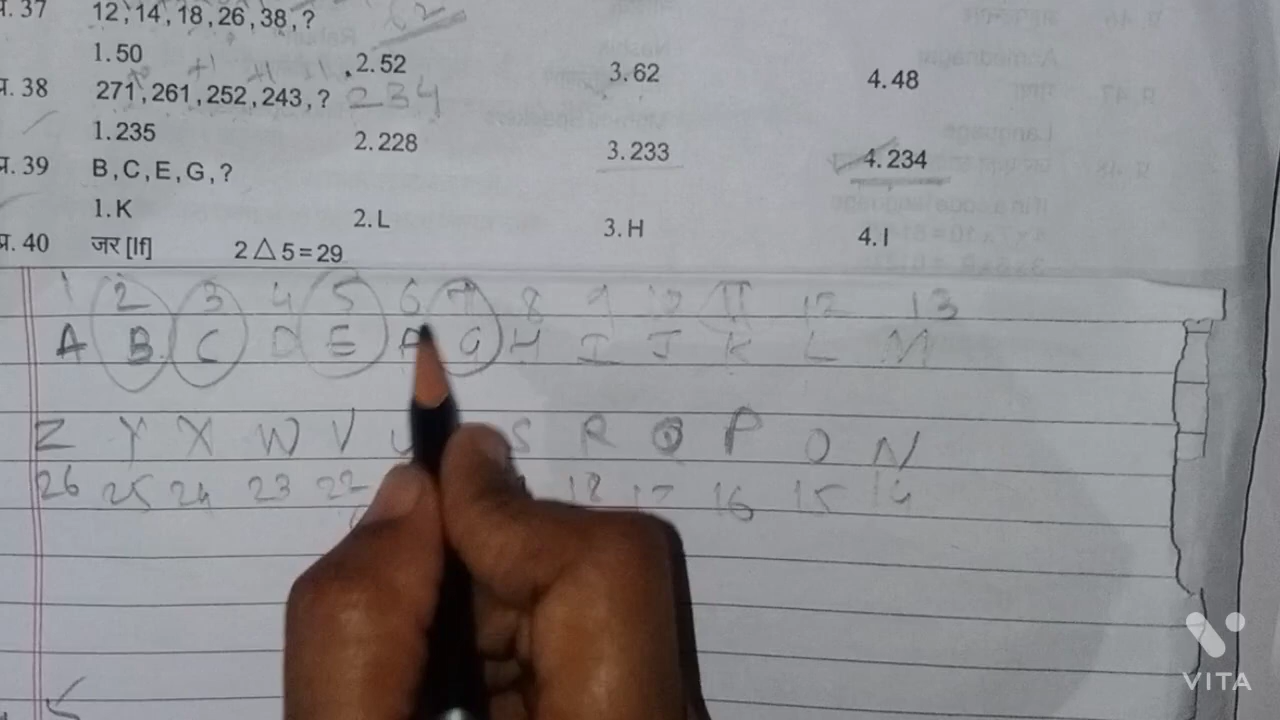 प्र. 37 12, 14, 18, 26, 38, ?
1. 50 2. 52 3. 62 4. 48
+1 +1
प्र. 38 271, 261, 252, 243, ? 234
1. 235 2. 228 3. 233 4. 234
प्र. 39 B, C, E, G, ?
1. K 2. L 3. H 4. I
प्र. 40 जर [If] 2 △ 5 = 29
1 2 3 4 5 6 7 8 9 10 11 12 13
A B C D E G H I J K L M
Z Y X W V U S R Q P O N
26 25 24 23 22 18 17 16 15 14
VITA